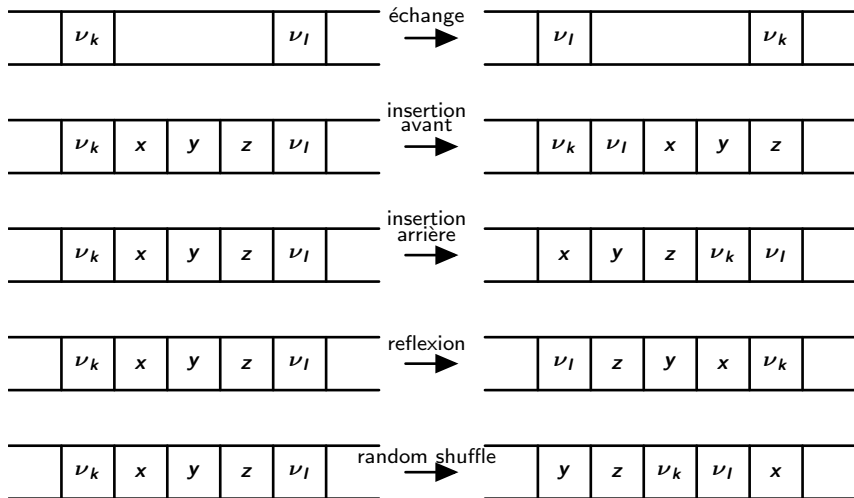 échange
ν_k ν_l ν_l ν_k
insertion
avant
ν_k x y z ν_l ν_k ν_l x y z
insertion
arrière
ν_k x y z ν_l x y z ν_k ν_l
reflexion
ν_k x y z ν_l ν_l z y x ν_k
random shuffle
ν_k x y z ν_l y z ν_k ν_l x